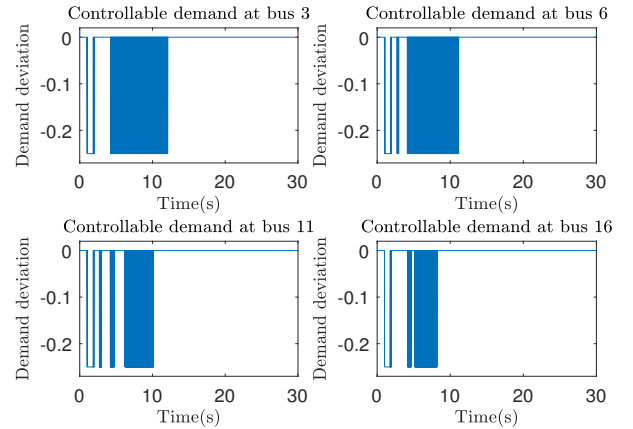 Controllable demand at bus 3
Demand deviation
0
-0.1
-0.2
0
10
20
30
Time(s)
Controllable demand at bus 6
Demand deviation
0
-0.1
-0.2
0
10
20
30
Time(s)
Controllable demand at bus 11
Demand deviation
0
-0.1
-0.2
0
10
20
30
Time(s)
Controllable demand at bus 16
Demand deviation
0
-0.1
-0.2
0
10
20
30
Time(s)